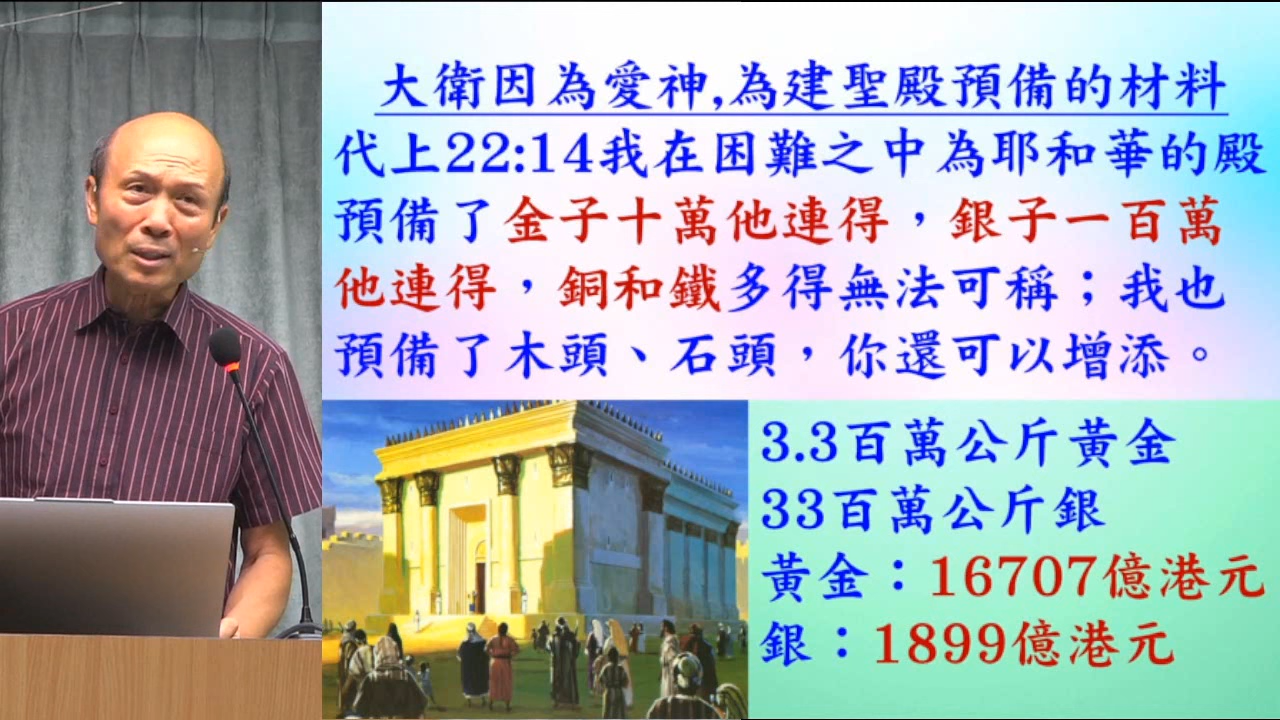 大衛因為愛神,為建聖殿預備的材料
代上22:14我在困難之中為耶和華的殿
預備了金子十萬他連得，銀子一百萬
他連得，銅和鐵多得無法可稱；我也
預備了木頭、石頭，你還可以增添。
3.3百萬公斤黃金
33百萬公斤銀
黃金：16707億港元
銀：1899億港元